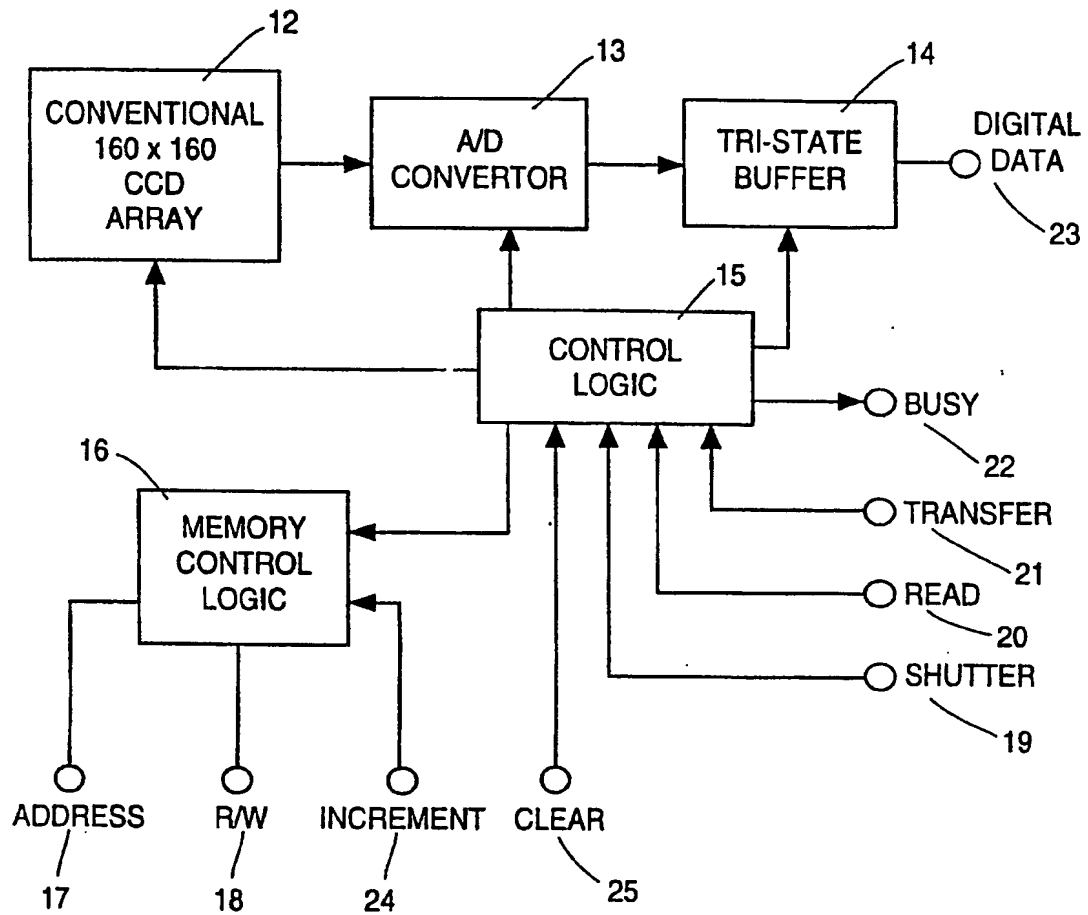 12
13
14
CONVENTIONAL
160 x 160
CCD
ARRAY
A/D
CONVERTOR
TRI-STATE
BUFFER
DIGITAL
DATA
23
15
CONTROL
LOGIC
BUSY
22
16
MEMORY
CONTROL
LOGIC
TRANSFER
21
READ
20
SHUTTER
19
ADDRESS
R/W
INCREMENT
CLEAR
17
18
24
25